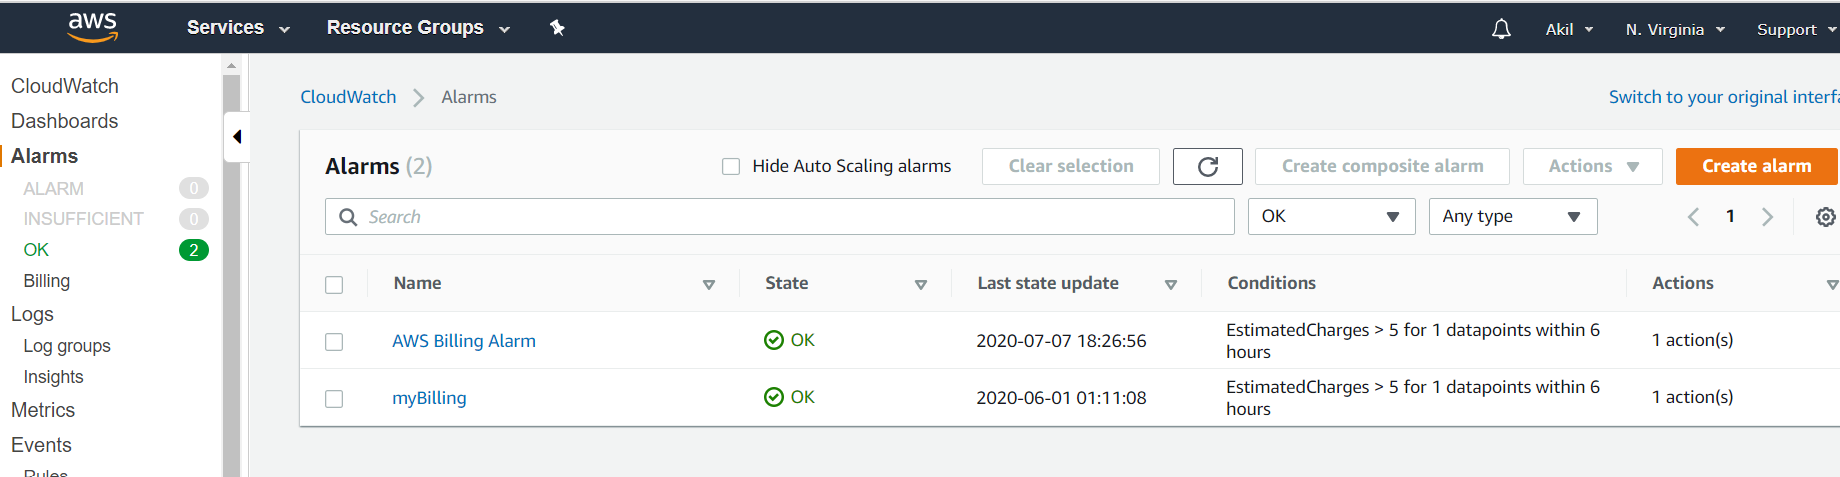 aws Services Resource Groups Akil N. Virginia Support
CloudWatch
Dashboards
Alarms
ALARM 0
INSUFFICIENT 0
OK 2
Billing
Logs
Log groups
Insights
Metrics
Events
Rules
CloudWatch Alarms Switch to your original interfa
Alarms (2) Hide Auto Scaling alarms Clear selection Create composite alarm Actions Create alarm
Search OK Any type 1
Name State Last state update Conditions Actions
AWS Billing Alarm OK 2020-07-07 18:26:56 EstimatedCharges > 5 for 1 datapoints within 6 1 action(s)
hours
myBilling OK 2020-06-01 01:11:08 EstimatedCharges > 5 for 1 datapoints within 6 1 action(s)
hours